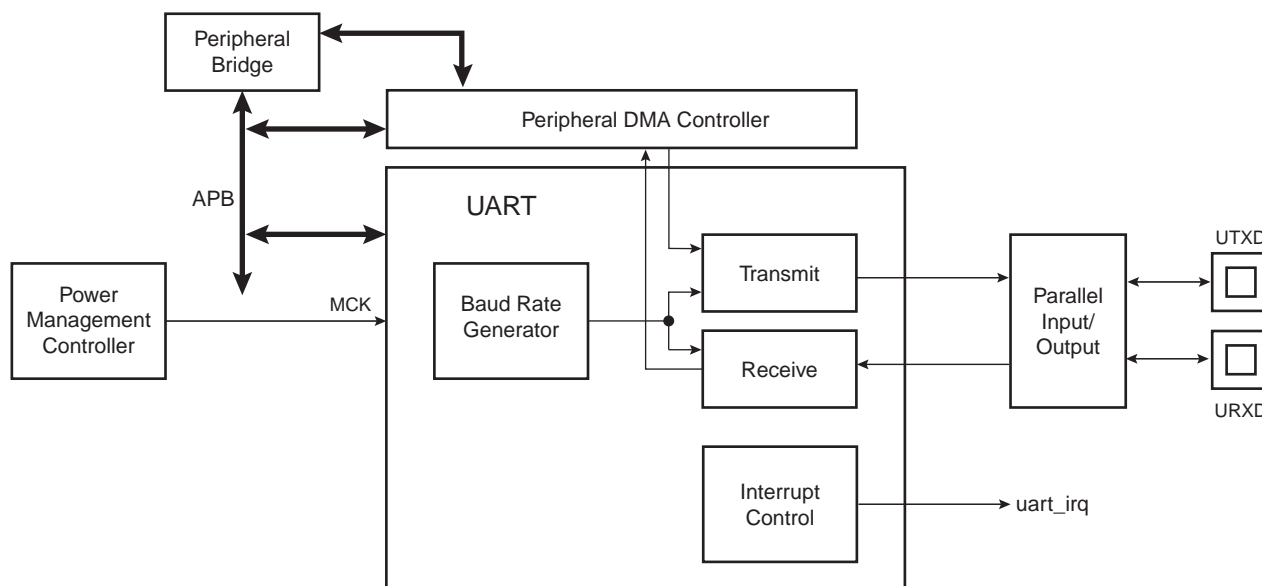 Peripheral
Bridge
Peripheral DMA Controller
APB
UART
UTXD
Transmit
Power
Management
Controller
MCK
Baud Rate
Generator
Parallel
Input/
Output
Receive
URXD
Interrupt
Control
uart_irq